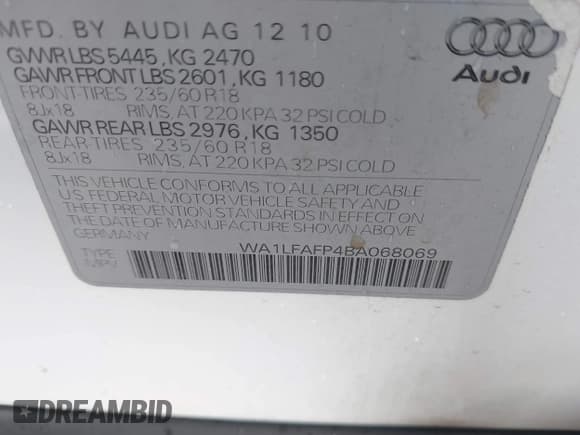 MFD. BY AUDI AG 12 10
GVWR LBS 5445, KG 2470
GAWR FRONT LBS 2601, KG 1180
FRONT-TIRES 235/60 R18
8Jx18 RIMS, AT 220 KPA 32 PSI COLD
GAWR REAR LBS 2976, KG 1350
REAR-TIRES 235/60 R18
8Jx18 RIMS, AT 220 KPA 32 PSI COLD
THIS VEHICLE CONFORMS TO ALL APPLICABLE
US FEDERAL MOTOR VEHICLE SAFETY AND
THEFT PREVENTION STANDARDS IN EFFECT ON
THE DATE OF MANUFACTURE SHOWN ABOVE
GERMANY
WA1LFAFP4BA068069
TYPE
MPV
Audi
DREAMBID